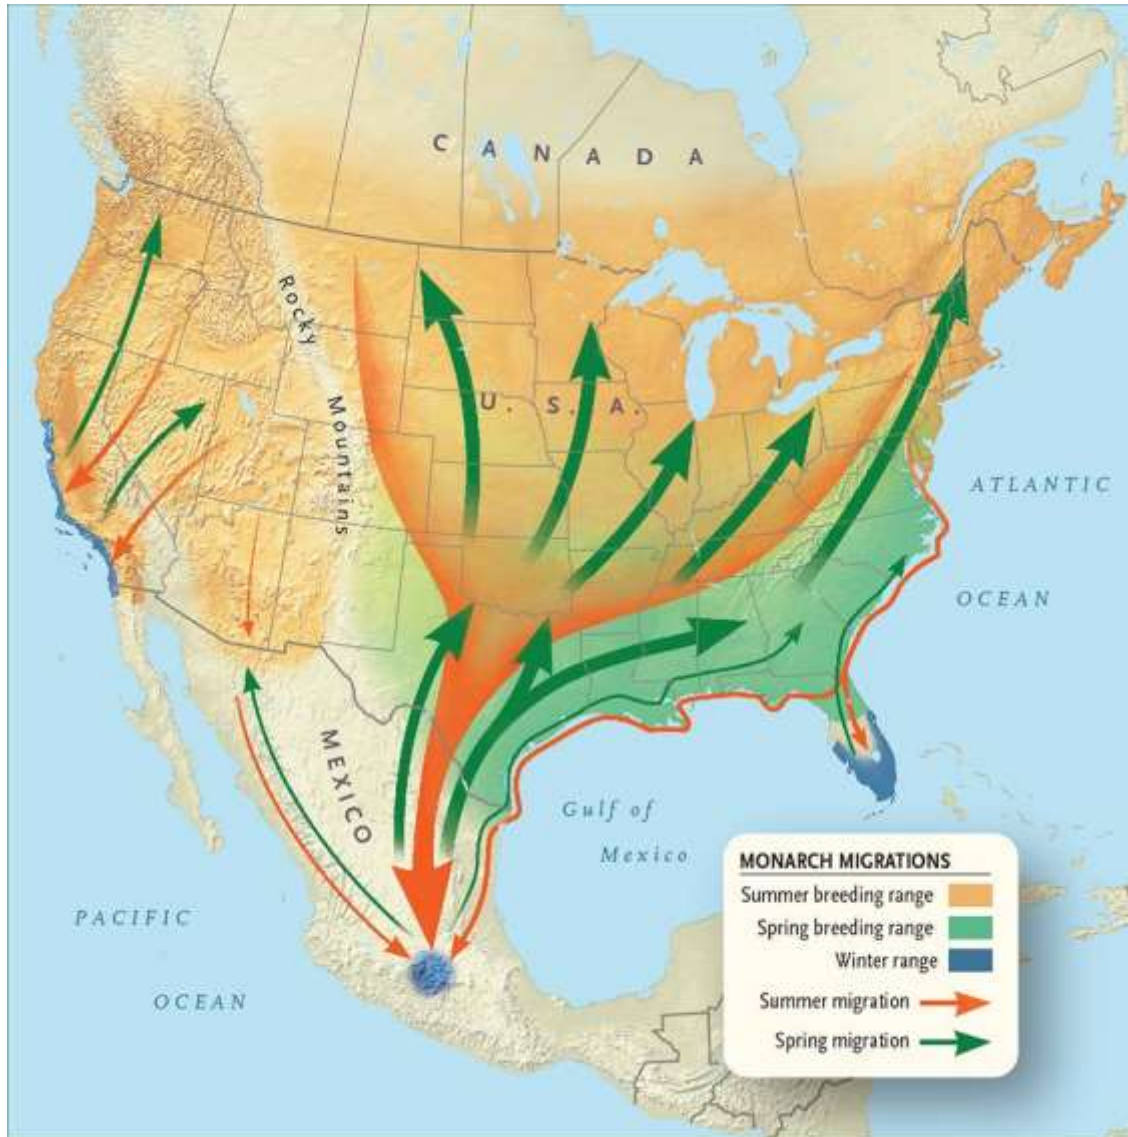 C A N A D A
Rocky
Mountains
U. S. A.
ATLANTIC
OCEAN
MEXICO
Gulf of
Mexico
PACIFIC
OCEAN
MONARCH MIGRATIONS
Summer breeding range
Spring breeding range
Winter range
Summer migration
Spring migration